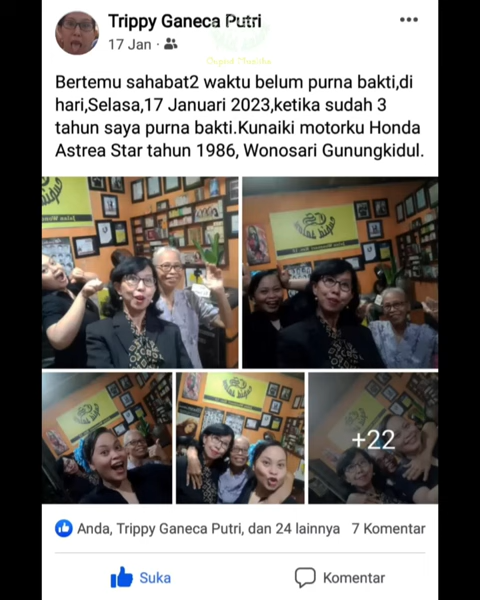 Trippy Ganeca Putri
17 Jan ·
Bertemu sahabat2 waktu belum purna bakti,di
hari,Selasa,17 Januari 2023,ketika sudah 3
tahun saya purna bakti.Kunaiki motorku Honda
Astrea Star tahun 1986, Wonosari Gunungkidul.
+22
Anda, Trippy Ganeca Putri, dan 24 lainnya 7 Komentar
Suka Komentar